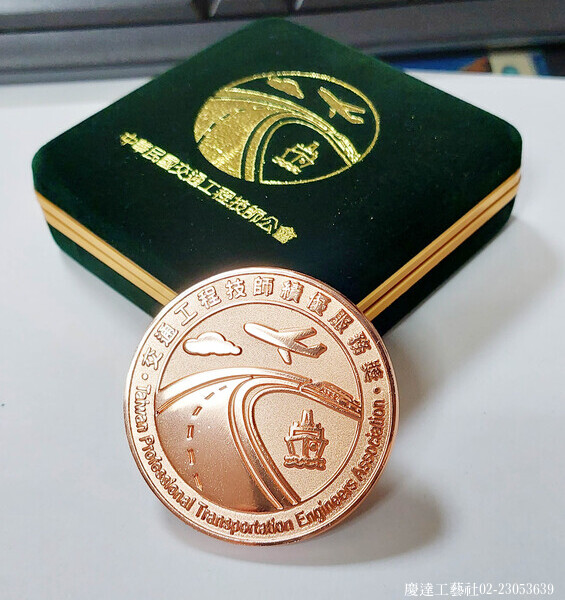 中華民國交通工程技師公會
交通工程技師績優服務獎
Taiwan Professional Transportation Engineers Association
慶達工藝社02-23053639